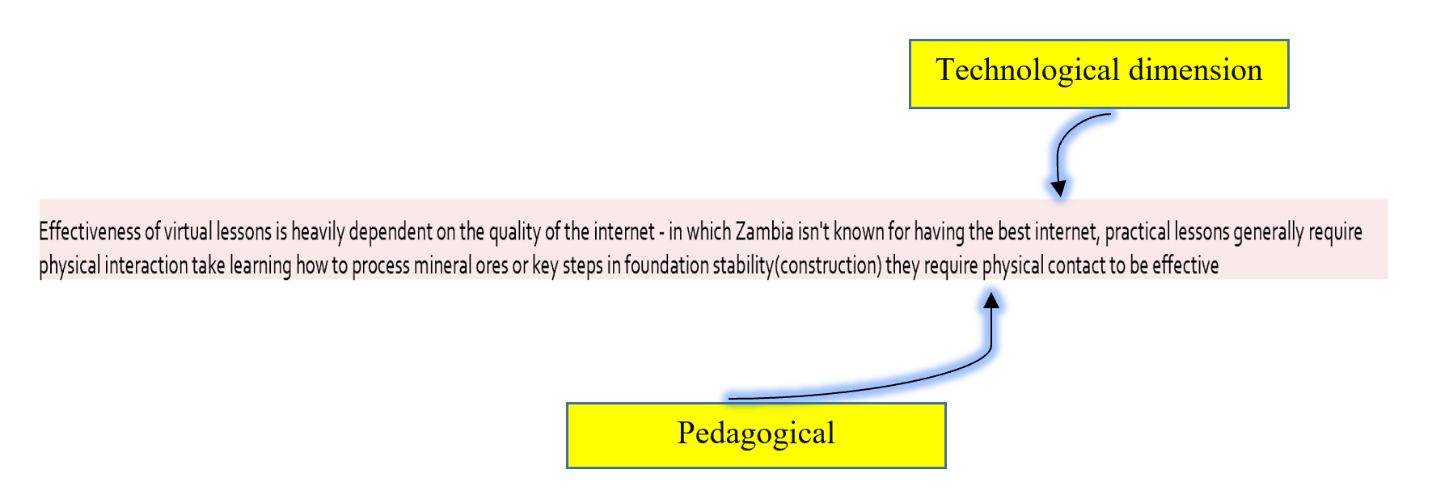 Technological dimension
Effectiveness of virtual lessons is heavily dependent on the quality of the internet - in which Zambia isn't known for having the best internet, practical lessons generally require
physical interaction take learning how to process mineral ores or key steps in foundation stability(construction) they require physical contact to be effective
Pedagogical